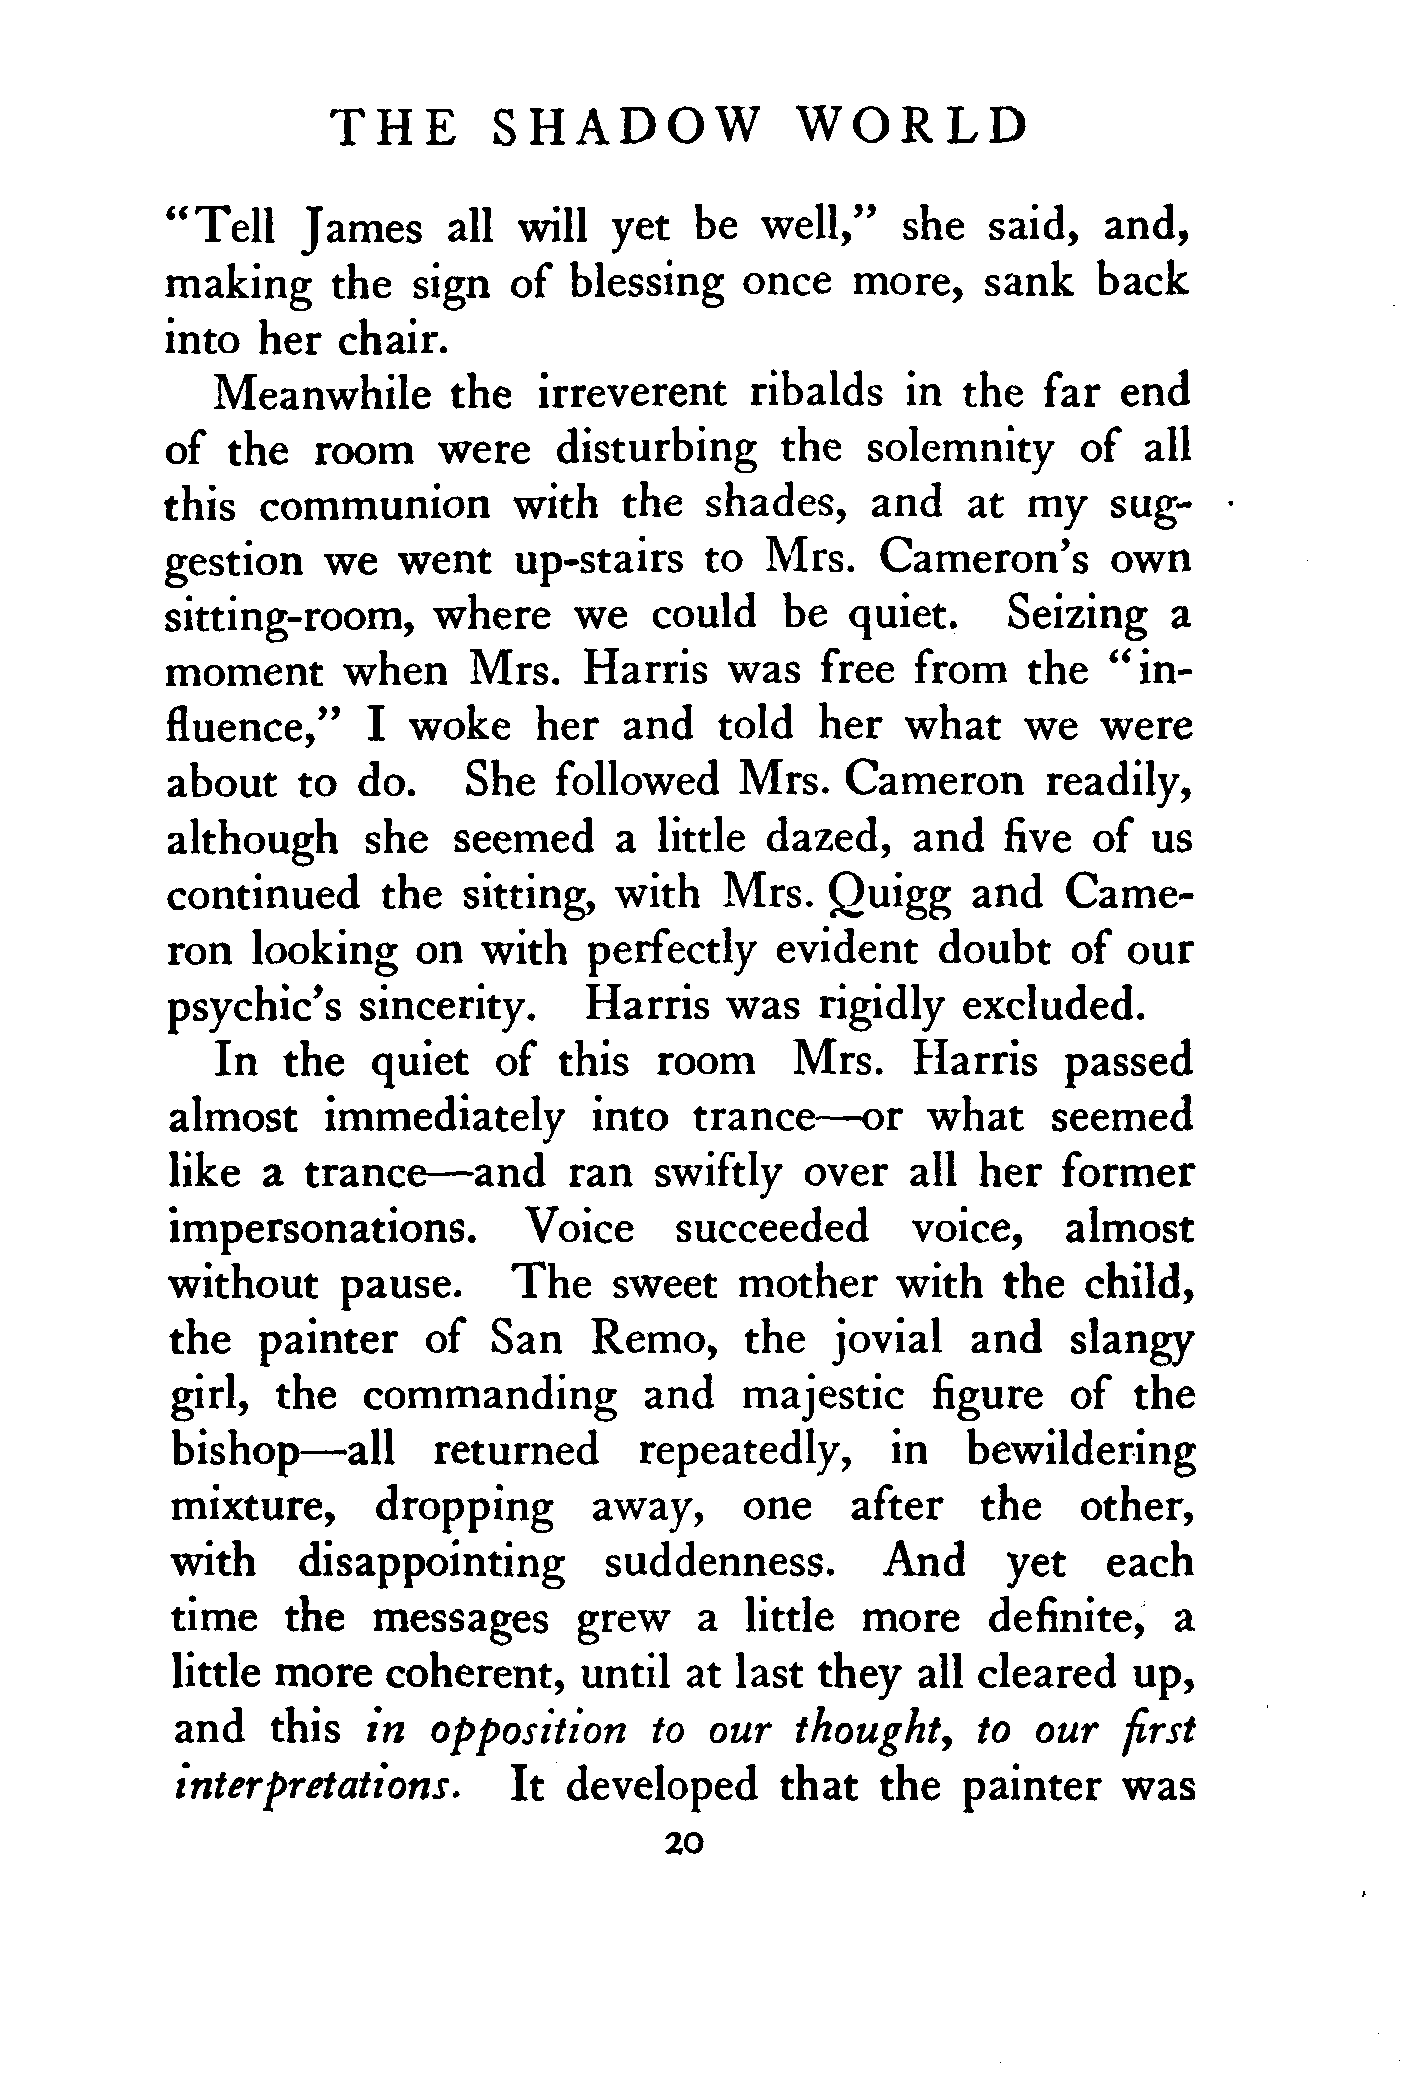 THE SHADOW WORLD
“Tell James all will yet be well,” she said, and,
making the sign of blessing once more, sank back
into her chair.
Meanwhile the irreverent ribalds in the far end
of the room were disturbing the solemnity of all
this communion with the shades, and at my sug-
gestion we went up-stairs to Mrs. Cameron’s own
sitting-room, where we could be quiet. Seizing a
moment when Mrs. Harris was free from the “in-
fluence,” I woke her and told her what we were
about to do. She followed Mrs. Cameron readily,
although she seemed a little dazed, and five of us
continued the sitting, with Mrs. Quigg and Came-
ron looking on with perfectly evident doubt of our
psychic’s sincerity. Harris was rigidly excluded.
In the quiet of this room Mrs. Harris passed
almost immediately into trance—or what seemed
like a trance—and ran swiftly over all her former
impersonations. Voice succeeded voice, almost
without pause. The sweet mother with the child,
the painter of San Remo, the jovial and slangy
girl, the commanding and majestic figure of the
bishop—all returned repeatedly, in bewildering
mixture, dropping away, one after the other,
with disappointing suddenness. And yet each
time the messages grew a little more definite, a
little more coherent, until at last they all cleared up,
and this in opposition to our thought, to our first
interpretations. It developed that the painter was
20